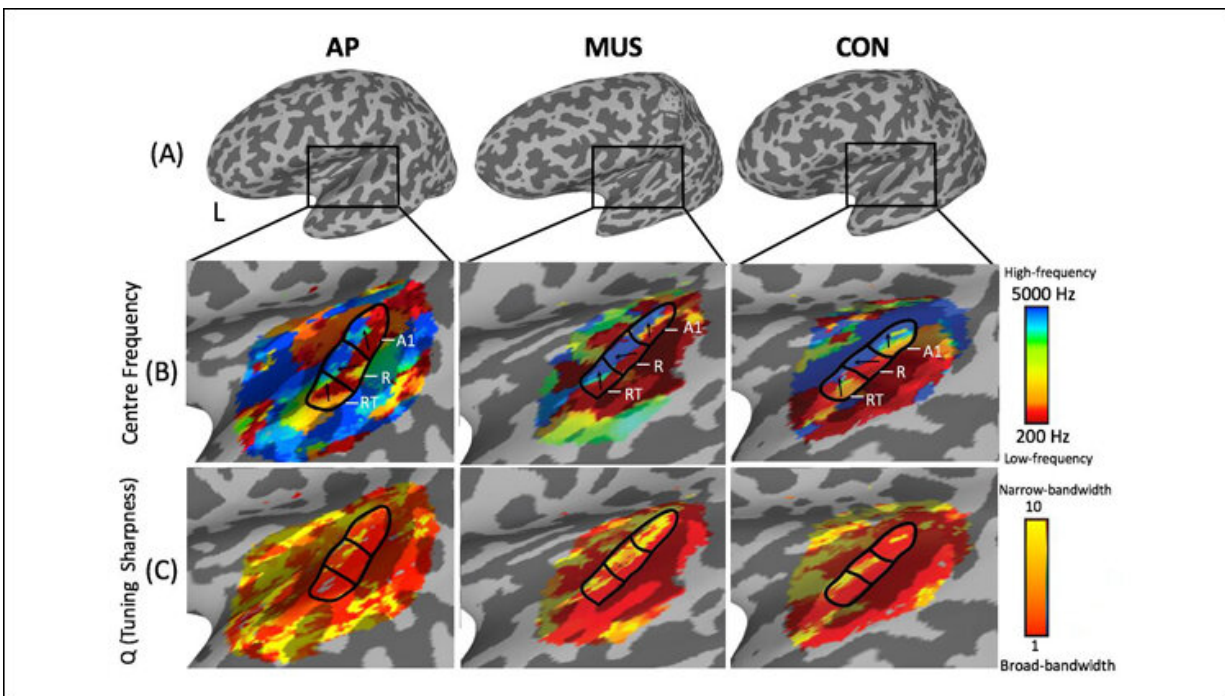 AP MUS CON
(A)
L
Centre Frequency
(B)
A1
R
RT
A1
R
RT
A1
R
RT
High-frequency
5000 Hz
200 Hz
Low-frequency
Q (Tuning Sharpness)
(C)
Narrow-bandwidth
10
1
Broad-bandwidth